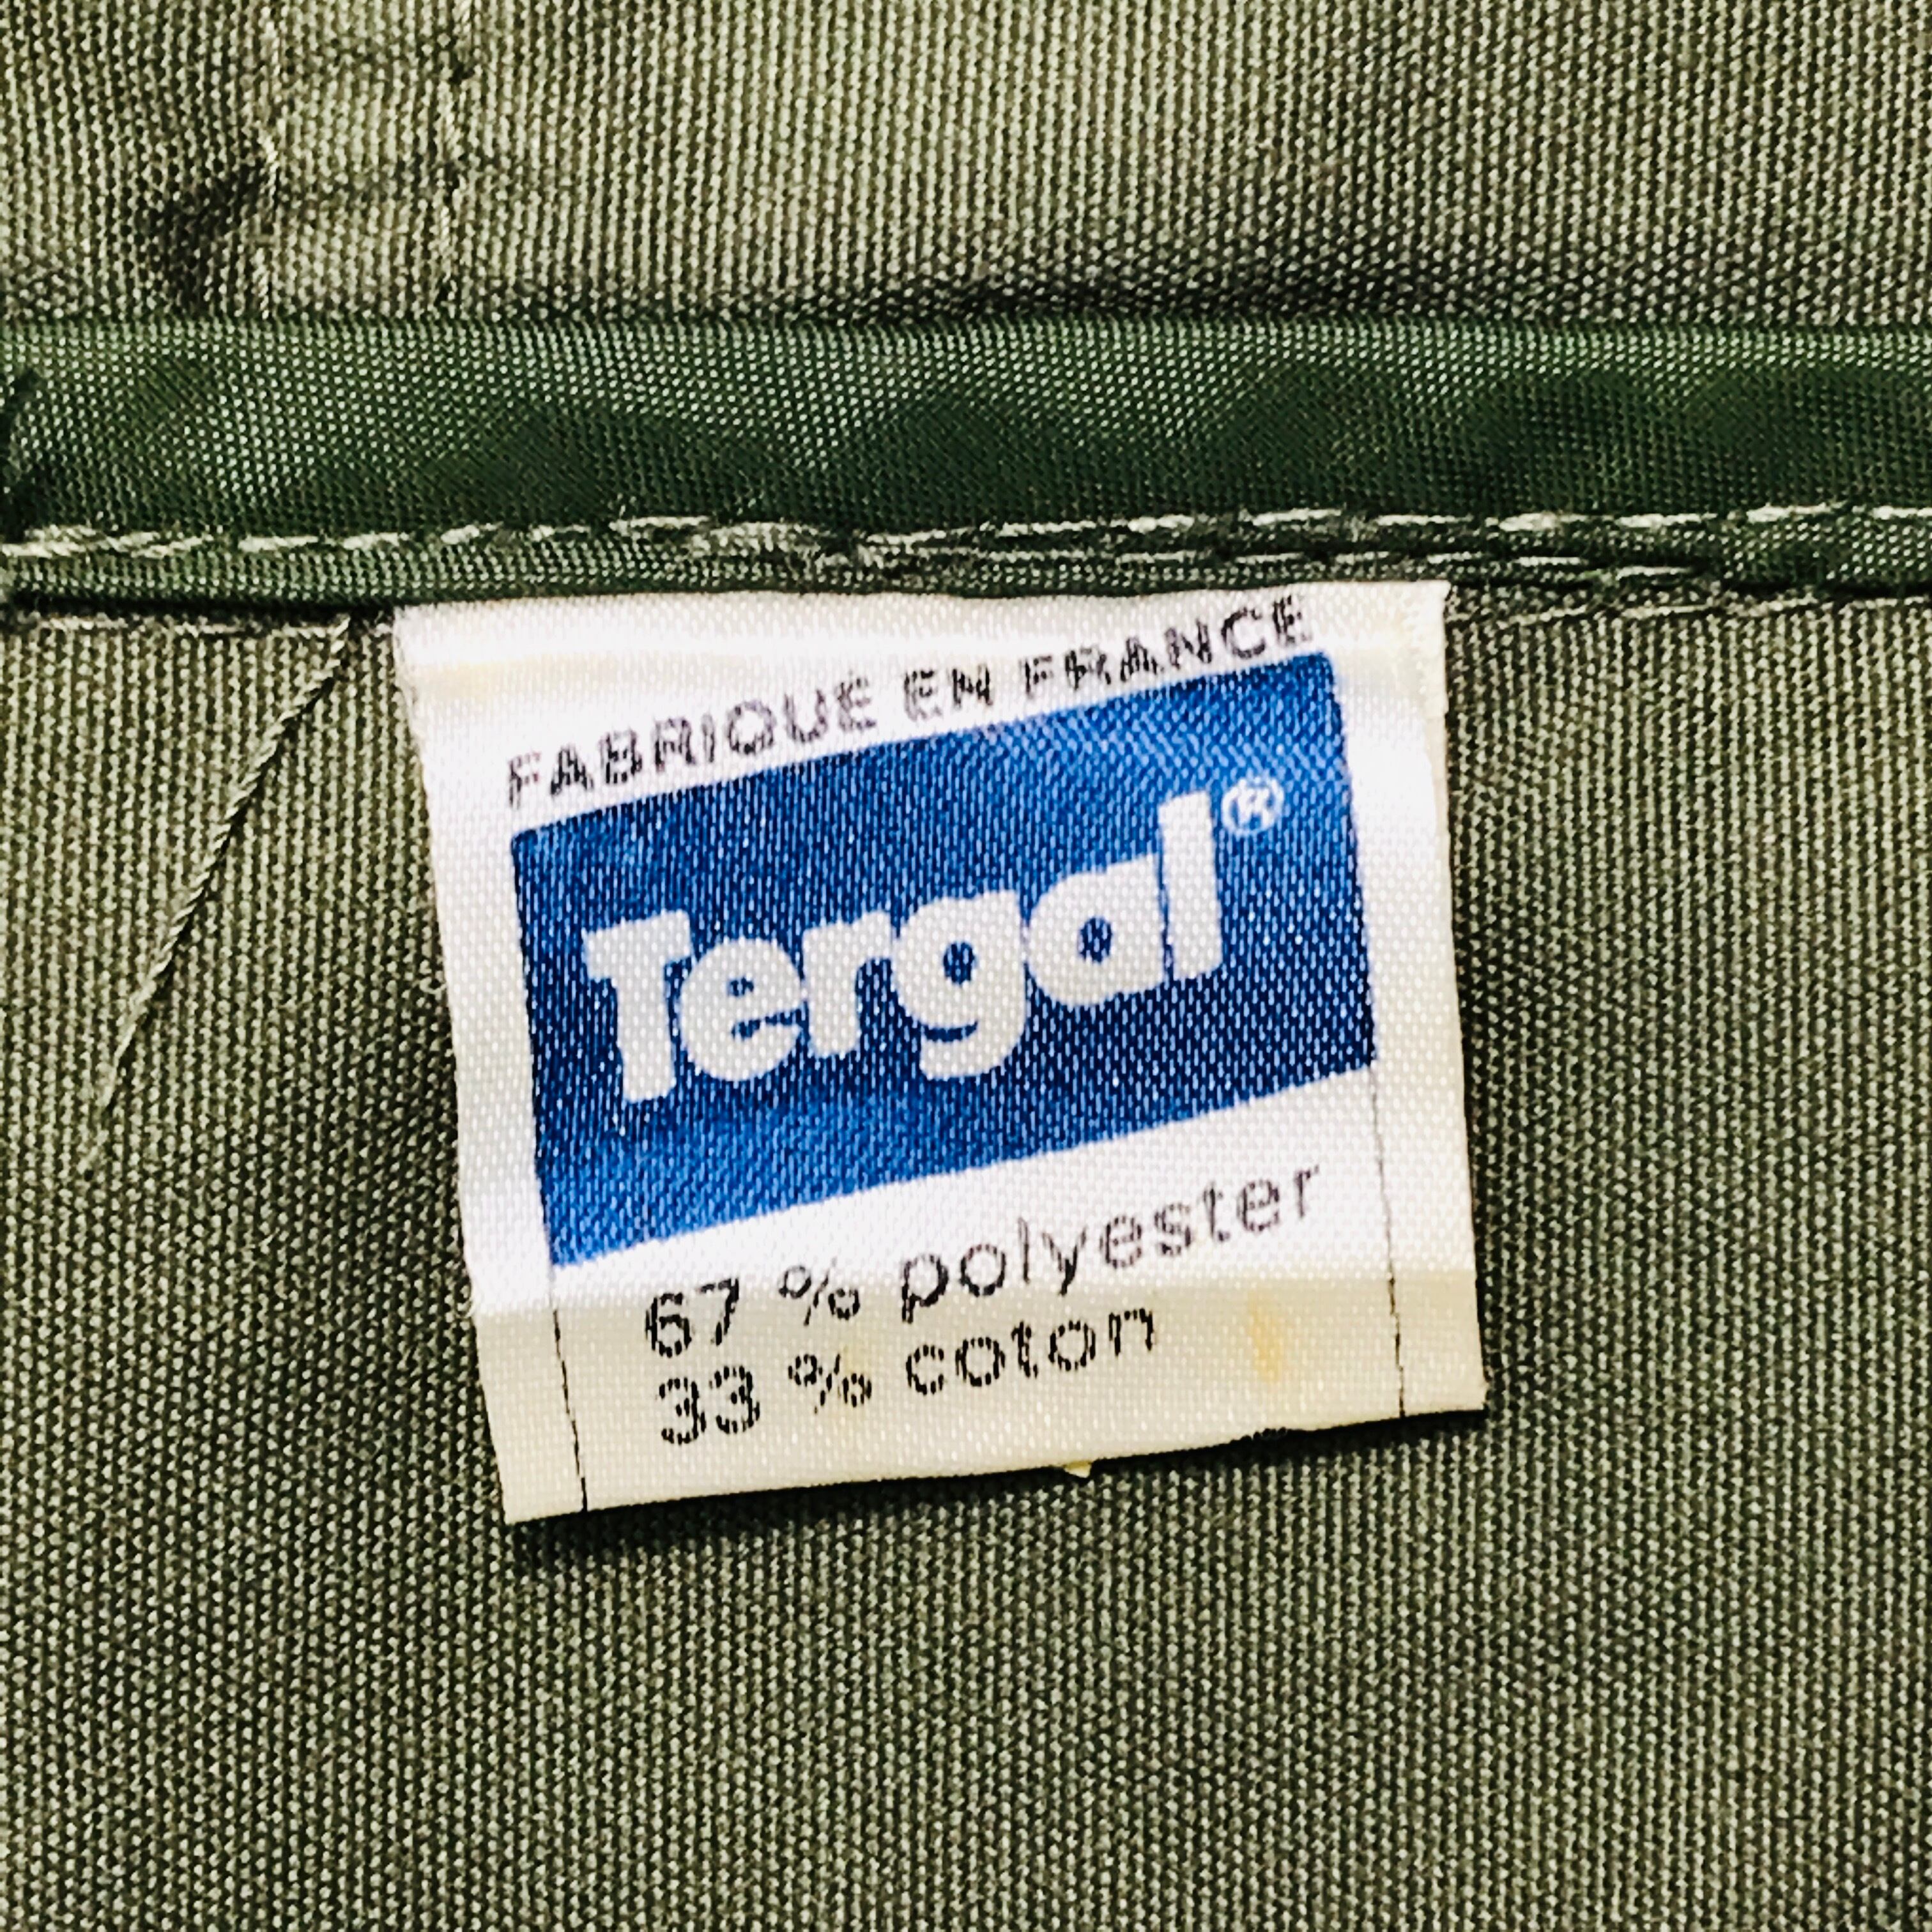 FABRIQUE EN FRANCE
Tergal®
67 % polyester
33 % coton